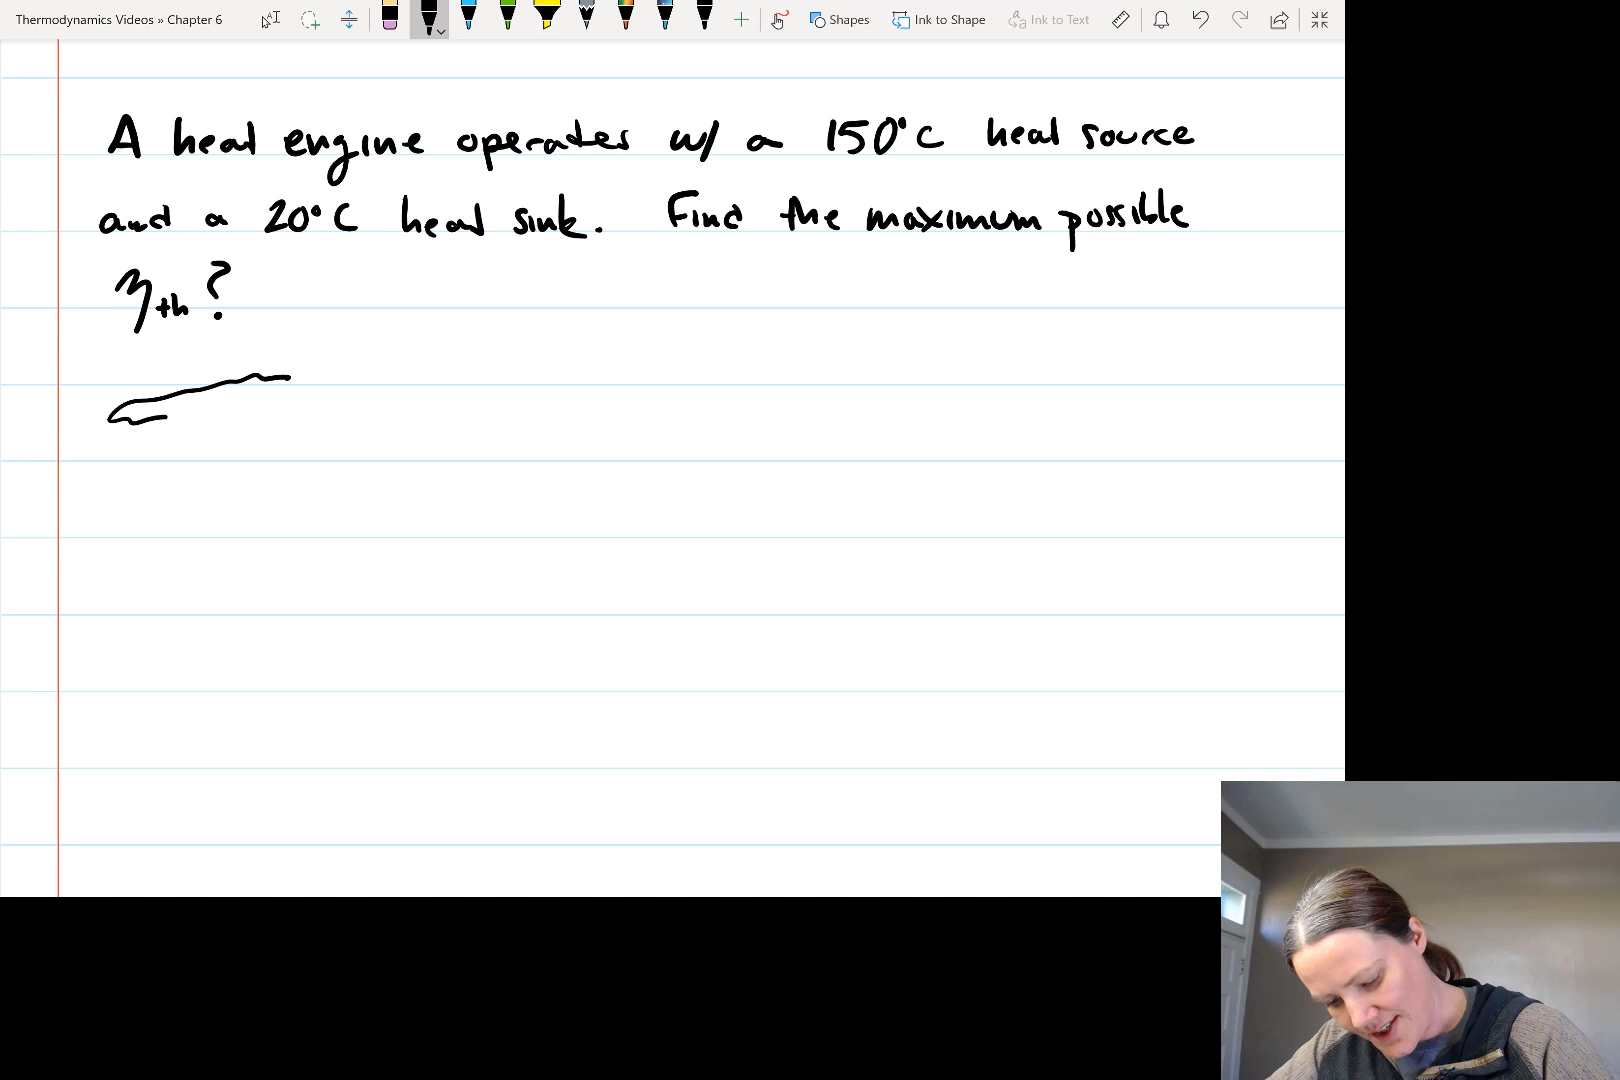 Thermodynamics Videos » Chapter 6 Shapes Ink to Shape Ink to Text
A heat engine operates w/ a 150°C heat source
and a 20°C heat sink. Find the maximum possible
ηth?